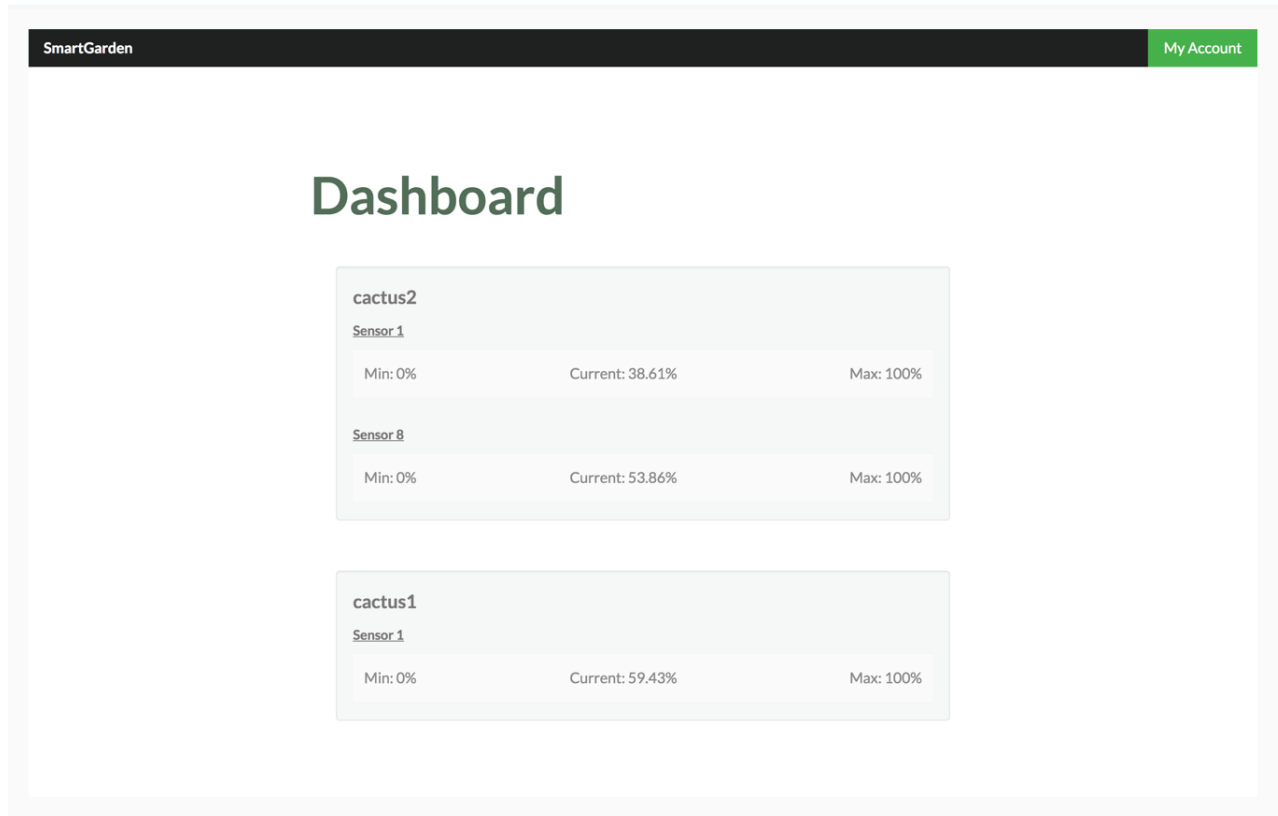 SmartGarden My Account
Dashboard
cactus2
Sensor 1
Min: 0% Current: 38.61% Max: 100%
Sensor 8
Min: 0% Current: 53.86% Max: 100%
cactus1
Sensor 1
Min: 0% Current: 59.43% Max: 100%